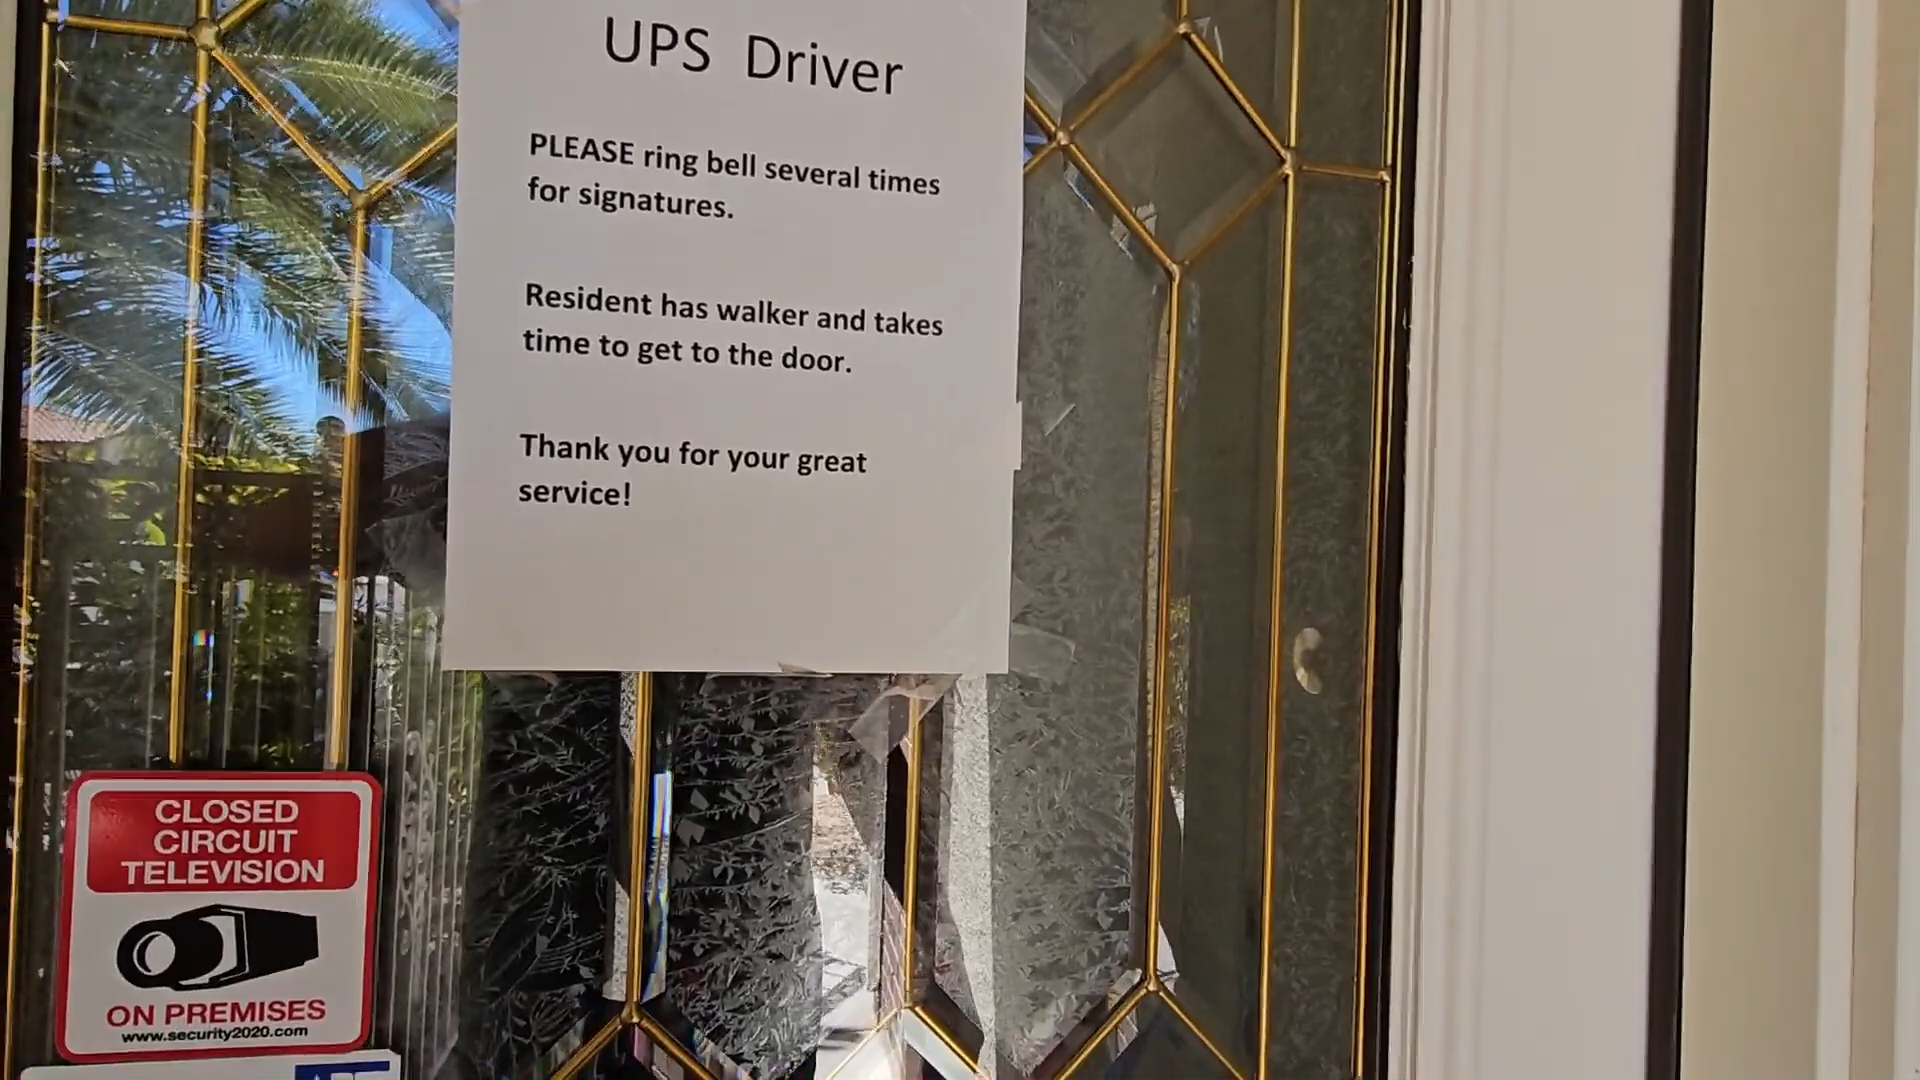 UPS Driver
PLEASE ring bell several times
for signatures.
Resident has walker and takes
time to get to the door.
Thank you for your great
service!
CLOSED
CIRCUIT
TELEVISION
ON PREMISES
www.security2020.com